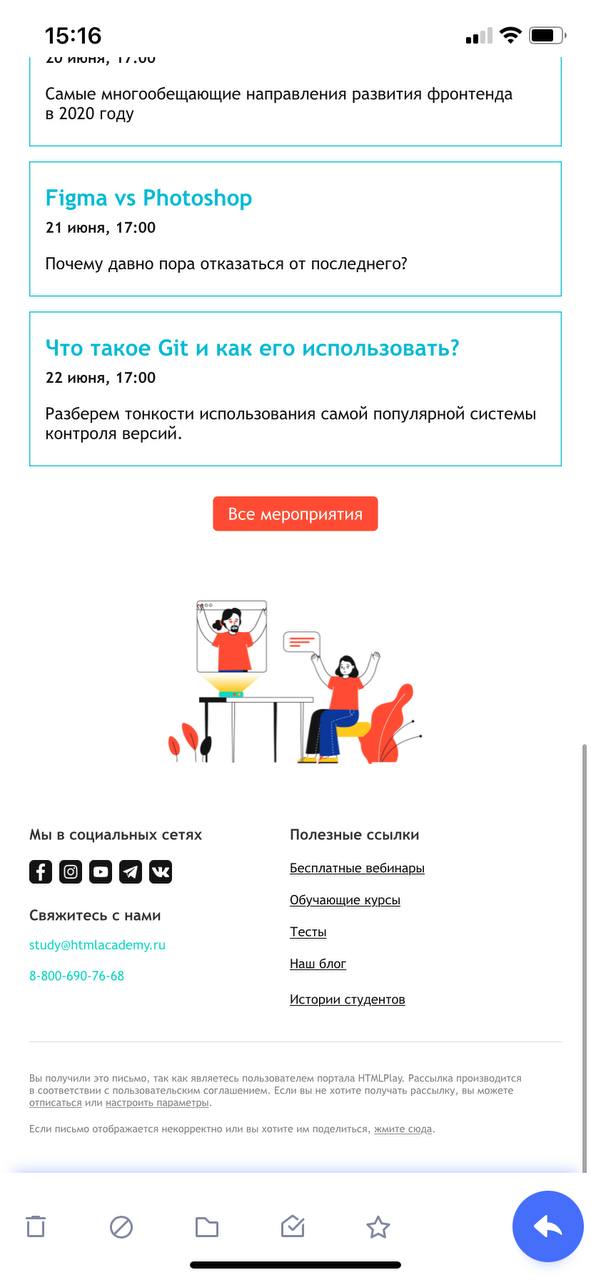 15:16
20 июня, 17:00
Самые многообещающие направления развития фронтенда
в 2020 году
Figma vs Photoshop
21 июня, 17:00
Почему давно пора отказаться от последнего?
Что такое Git и как его использовать?
22 июня, 17:00
Разберем тонкости использования самой популярной системы
контроля версий.
Все мероприятия
Мы в социальных сетях
Свяжитесь с нами
study@htmlacademy.ru
8-800-690-76-68
Полезные ссылки
Бесплатные вебинары
Обучающие курсы
Тесты
Наш блог
Истории студентов
Вы получили это письмо, так как являетесь пользователем портала HTMLPlay. Рассылка производится
в соответствии с пользовательским соглашением. Если вы не хотите получать рассылку, вы можете
отписаться или настроить параметры.
Если письмо отображается некорректно или вы хотите им поделиться, жмите сюда.